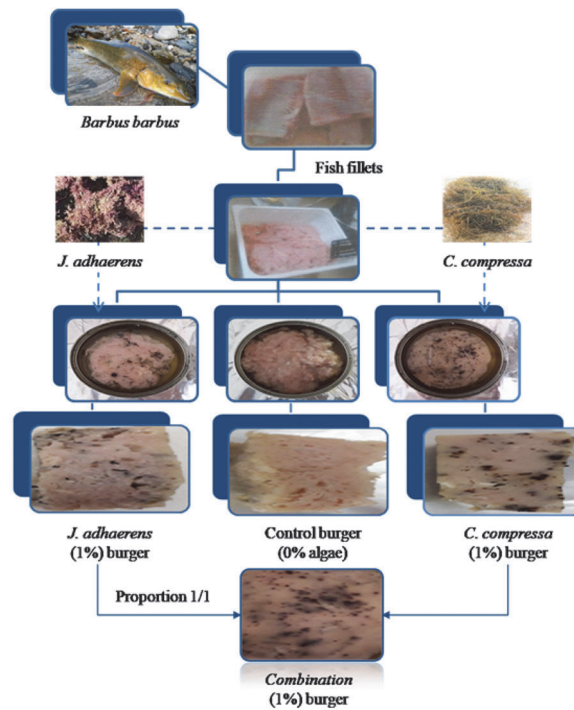 Barbus barbus
Fish fillets
J. adhaerens
C. compressa
J. adhaerens
(1%) burger
Control burger
(0% algae)
C. compressa
(1%) burger
Proportion 1/1
Combination
(1%) burger